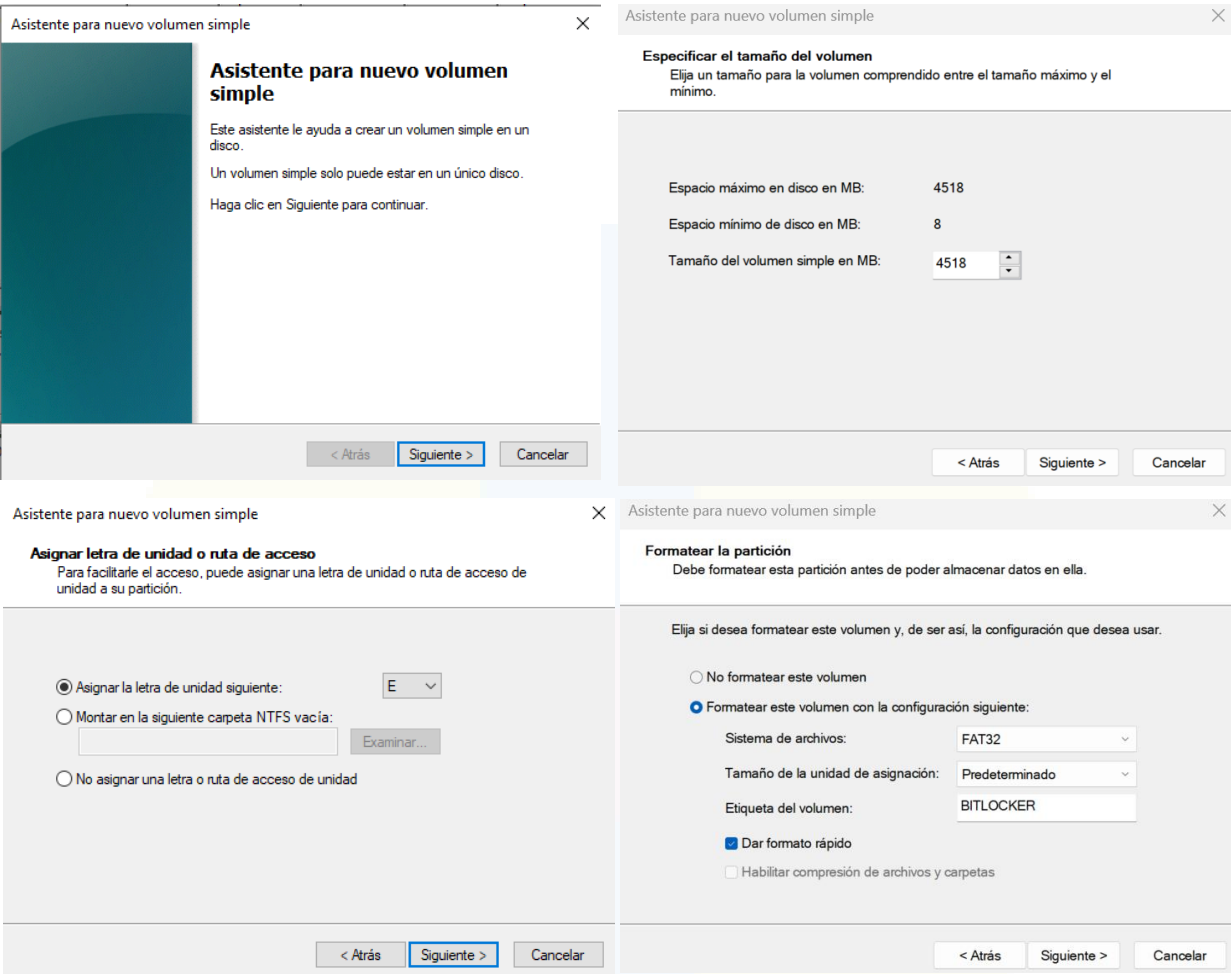 Asistente para nuevo volumen simple
Asistente para nuevo volumen
simple
Este asistente le ayuda a crear un volumen simple en un
disco.
Un volumen simple solo puede estar en un único disco.
Haga clic en Siguiente para continuar.
< Atrás
Siguiente >
Cancelar
Asistente para nuevo volumen simple
Especificar el tamaño del volumen
Elija un tamaño para la volumen comprendido entre el tamaño máximo y el
mínimo.
Espacio máximo en disco en MB: 4518
Espacio mínimo de disco en MB: 8
Tamaño del volumen simple en MB: 4518
< Atrás
Siguiente >
Cancelar
Asistente para nuevo volumen simple
Asignar letra de unidad o ruta de acceso
Para facilitarle el acceso, puede asignar una letra de unidad o ruta de acceso de
unidad a su partición.
Asignar la letra de unidad siguiente: E
Montar en la siguiente carpeta NTFS vacía:
Examinar...
No asignar una letra o ruta de acceso de unidad
< Atrás
Siguiente >
Cancelar
Asistente para nuevo volumen simple
Formatear la partición
Debe formatear esta partición antes de poder almacenar datos en ella.
Elija si desea formatear este volumen y, de ser así, la configuración que desea usar.
No formatear este volumen
Formatear este volumen con la configuración siguiente:
Sistema de archivos: FAT32
Tamaño de la unidad de asignación: Predeterminado
Etiqueta del volumen: BITLOCKER
Dar formato rápido
Habilitar compresión de archivos y carpetas
< Atrás
Siguiente >
Cancelar